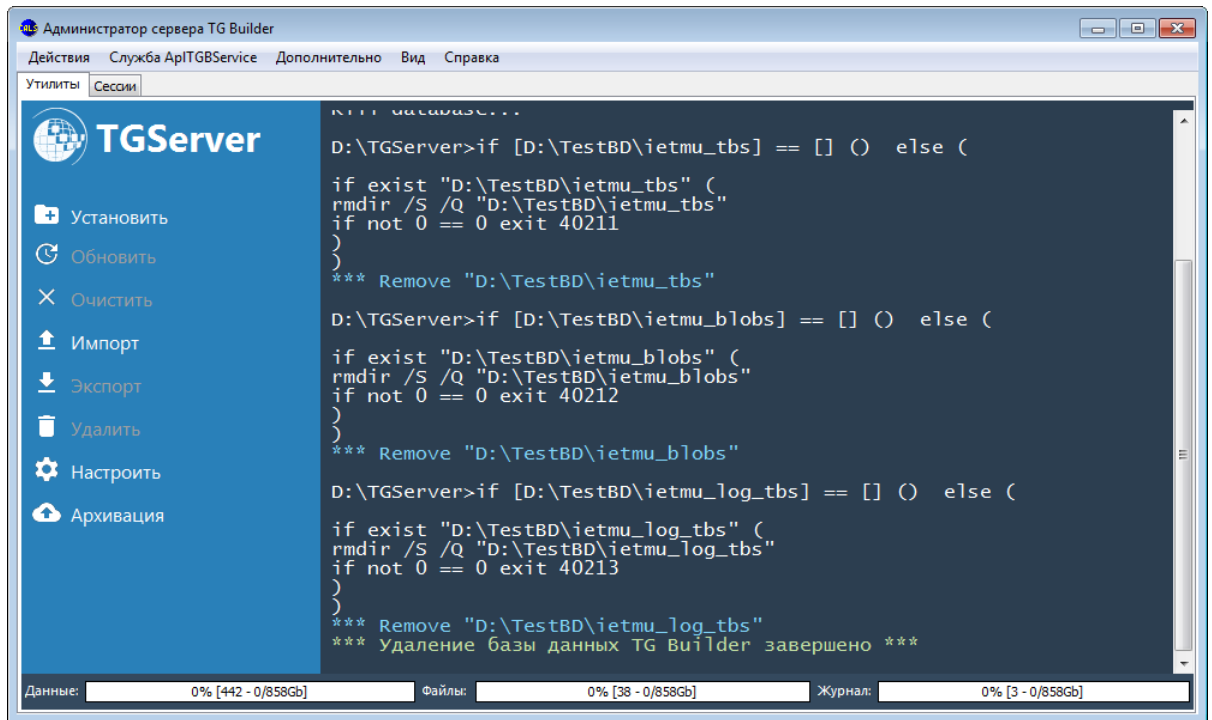 Администратор сервера TG Builder
Действия Служба ApITGBService Дополнительно Вид Справка
Утилиты Сессии
TGServer
Установить
Обновить
Очистить
Импорт
Экспорт
Удалить
Настроить
Архивация
database...
D:\TGServer>if [D:\TestBD\ietmu_tbs] == [] () else (
if exist "D:\TestBD\ietmu_tbs" (
rmdir /S /Q "D:\TestBD\ietmu_tbs"
if not 0 == 0 exit 40211
)
)
*** Remove "D:\TestBD\ietmu_tbs"
D:\TGServer>if [D:\TestBD\ietmu_blobs] == [] () else (
if exist "D:\TestBD\ietmu_blobs" (
rmdir /S /Q "D:\TestBD\ietmu_blobs"
if not 0 == 0 exit 40212
)
)
*** Remove "D:\TestBD\ietmu_blobs"
D:\TGServer>if [D:\TestBD\ietmu_log_tbs] == [] () else (
if exist "D:\TestBD\ietmu_log_tbs" (
rmdir /S /Q "D:\TestBD\ietmu_log_tbs"
if not 0 == 0 exit 40213
)
)
*** Remove "D:\TestBD\ietmu_log_tbs"
*** Удаление базы данных TG Builder завершено ***
Данные: 0% [442 - 0/858Gb] Файлы: 0% [38 - 0/858Gb] Журнал: 0% [3 - 0/858Gb]